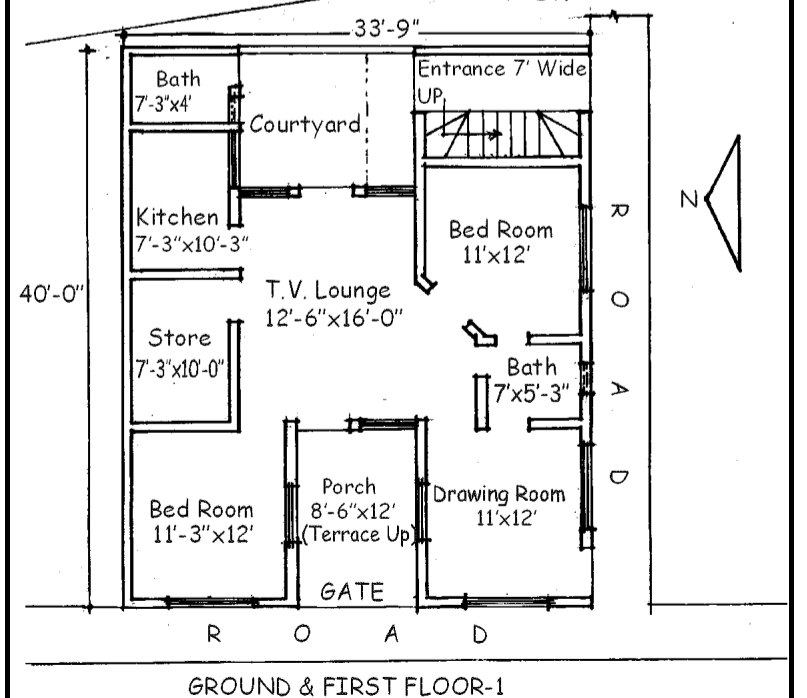 33'-9"
Bath
7'-3"x4'
Entrance 7' Wide
UP
Courtyard
Kitchen
7'-3"x10'-3"
Bed Room
11'x12'
N
R O A D
40'-0"
T.V. Lounge
12'-6"x16'-0"
Store
7'-3"x10'-0"
Bath
7'x5'-3"
Bed Room
11'-3"x12'
Porch
8'-6"x12'
(Terrace Up)
Drawing Room
11'x12'
GATE
R O A D
GROUND & FIRST FLOOR-1